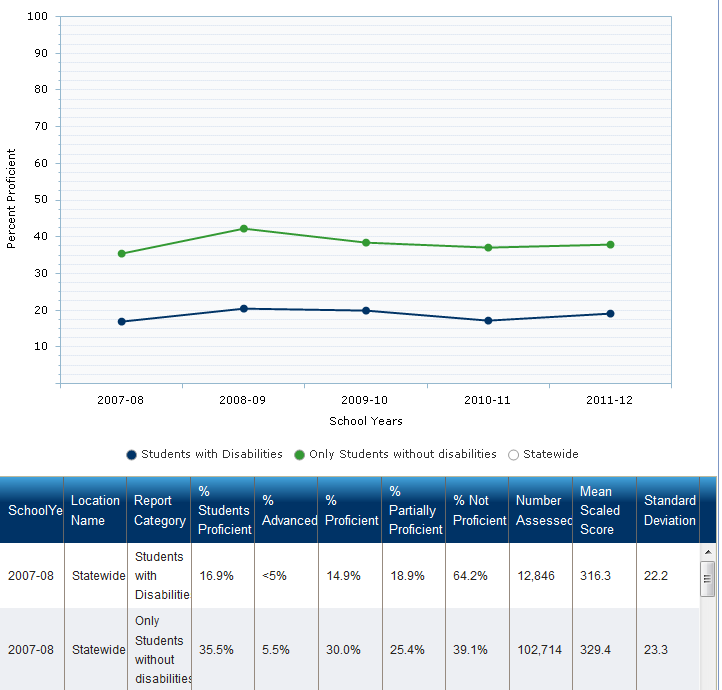 100
90
80
70
60
50
40
30
20
10
Percent Proficient
2007-08 2008-09 2009-10 2010-11 2011-12
School Years
Students with Disabilities Only Students without disabilities Statewide
SchoolYe
Location
Name
Report
Category
%
Students
Proficient
%
Advanced
%
Proficient
%
Partially
Proficient
% Not
Proficient
Number
Assessed
Mean
Scaled
Score
Standard
Deviation
2007-08
Statewide
Students
with
Disabilitie
16.9%
<5%
14.9%
18.9%
64.2%
12,846
316.3
22.2
2007-08
Statewide
Only
Students
without
disabilities
35.5%
5.5%
30.0%
25.4%
39.1%
102,714
329.4
23.3